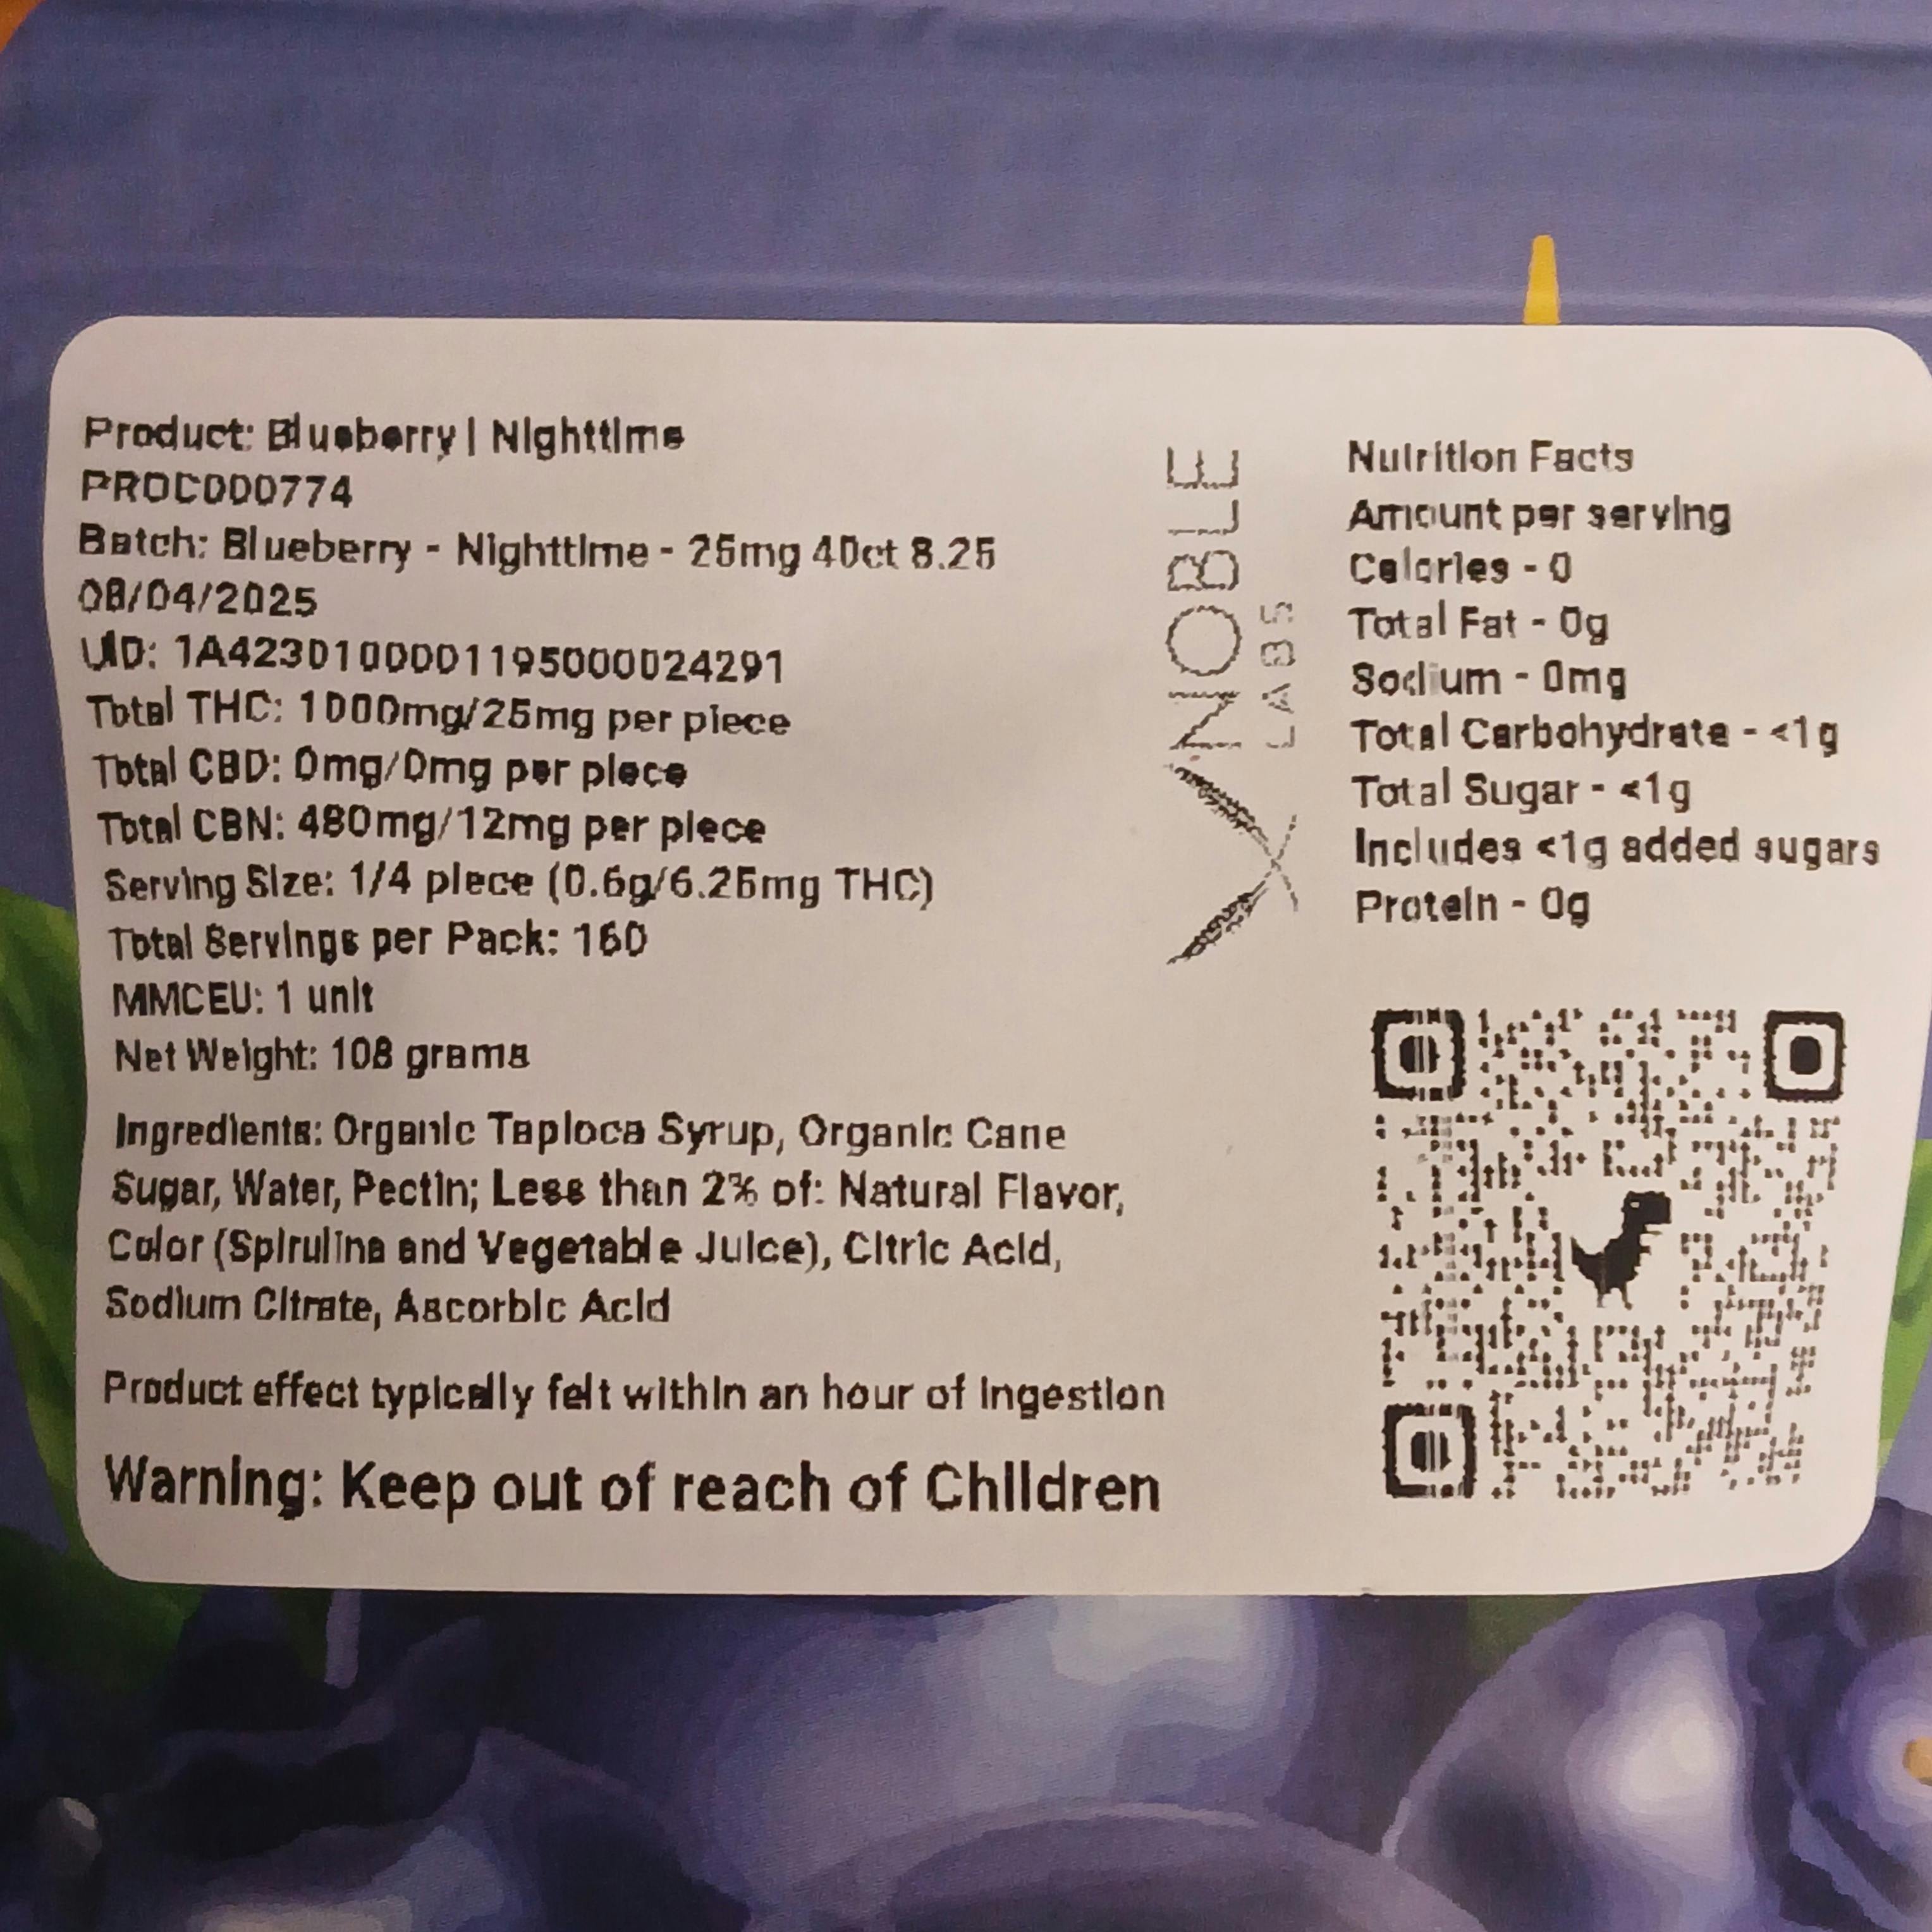 Product: Blueberry | Nighttime
PROC000774
Batch: Blueberry - Nighttime - 25mg 40ct 8.25
08/04/2025
UID: 1A4230100001195000024291
Total THC: 1000mg/25mg per piece
Total CBD: 0mg/0mg per piece
Total CBN: 480mg/12mg per piece
Serving Size: 1/4 piece (0.6g/6.25mg THC)
Total Servings per Pack: 160
MMCEU: 1 unit
Net Weight: 108 grams
Ingredients: Organic Tapioca Syrup, Organic Cane
Sugar, Water, Pectin; Less than 2% of: Natural Flavor,
Color (Spirulina and Vegetable Juice), Citric Acid,
Sodium Citrate, Ascorbic Acid
Product effect typically felt within an hour of ingestion
Warning: Keep out of reach of Children
NOBLE
LABS
Nutrition Facts
Amount per serving
Calories - 0
Total Fat - 0g
Sodium - 0mg
Total Carbohydrate - <1g
Total Sugar - <1g
Includes <1g added sugars
Protein - 0g